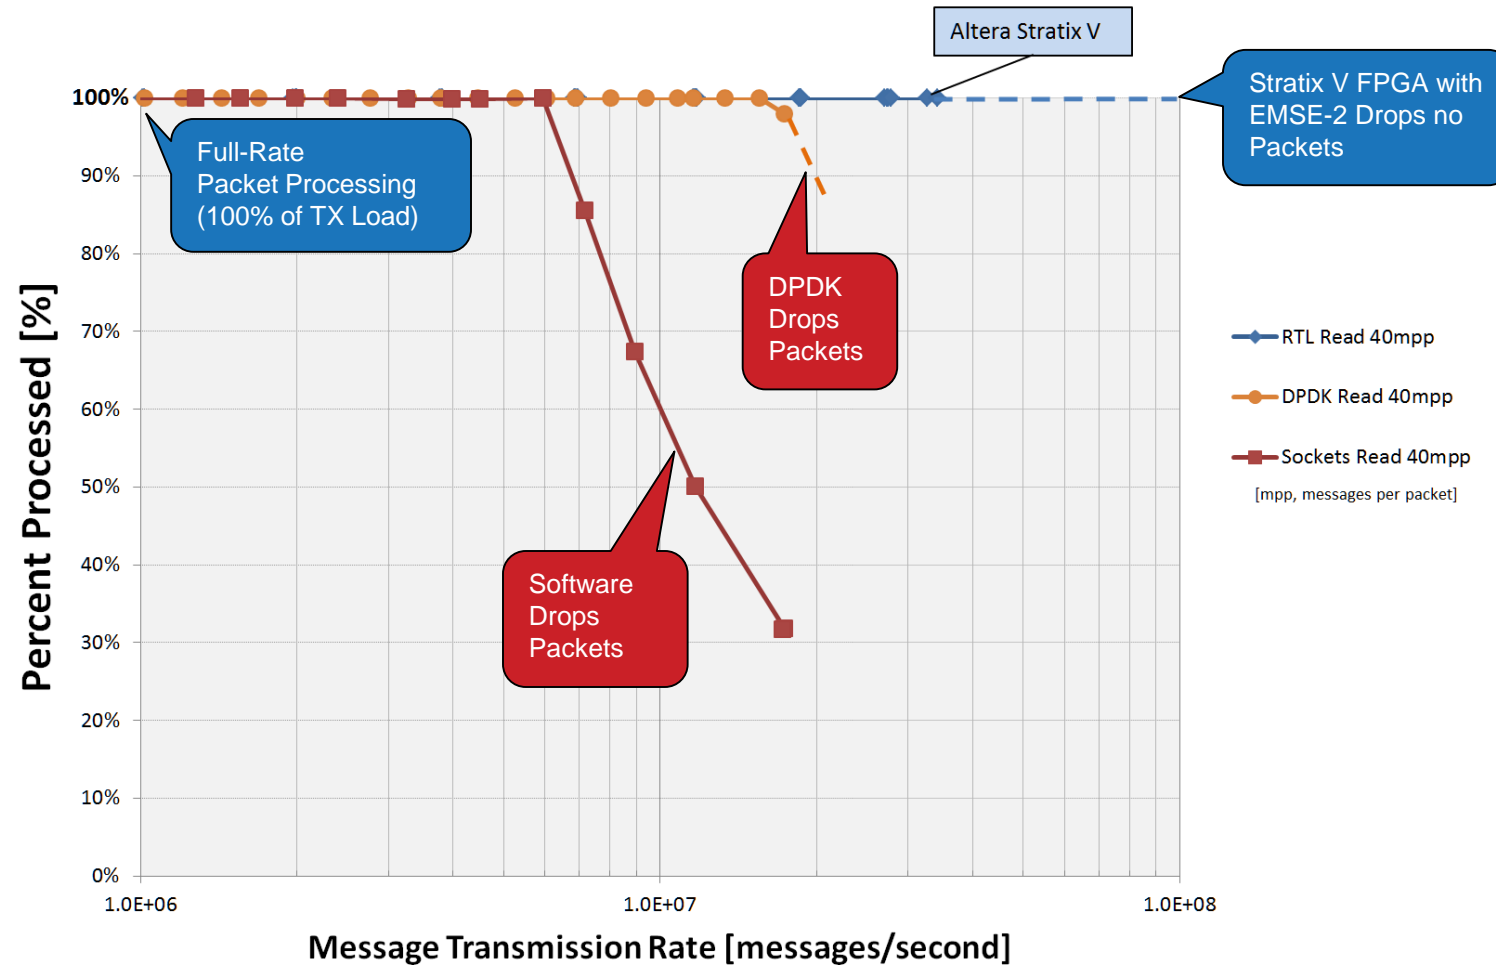 Altera Stratix V
Stratix V FPGA with
EMSE-2 Drops no
Packets
100%
Full-Rate
Packet Processing
(100% of TX Load)
90%
80%
DPDK
Drops
Packets
70%
RTL Read 40mpp
60%
DPDK Read 40mpp
Sockets Read 40mpp
[mpp, messages per packet]
50%
40%
Software
Drops
Packets
30%
20%
10%
0%
Percent Processed [%]
1.0E+06
1.0E+07
1.0E+08
Message Transmission Rate [messages/second]